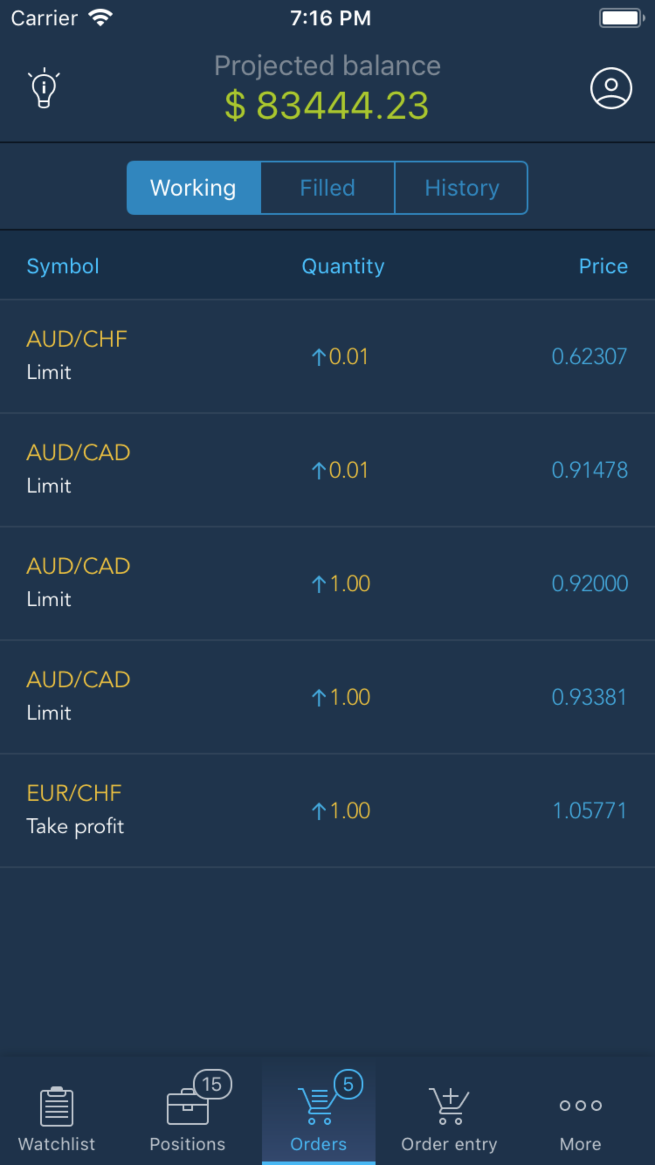 Carrier 7:16 PM
Projected balance
$ 83444.23
Working Filled History
Symbol Quantity Price
AUD/CHF
Limit
↑0.01 0.62307
AUD/CAD
Limit
↑0.01 0.91478
AUD/CAD
Limit
↑1.00 0.92000
AUD/CAD
Limit
↑1.00 0.93381
EUR/CHF
Take profit
↑1.00 1.05771
15 5
Watchlist Positions Orders Order entry More